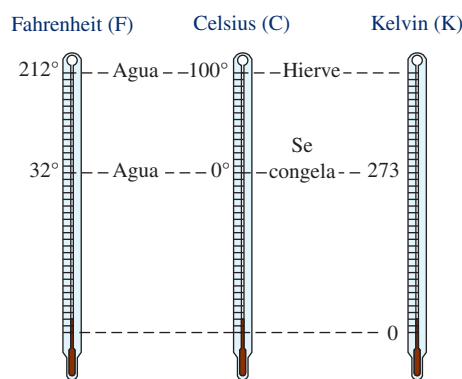 Fahrenheit (F) Celsius (C) Kelvin (K)
212° Agua 100° Hierve
Se
32° Agua 0° congela 273
0